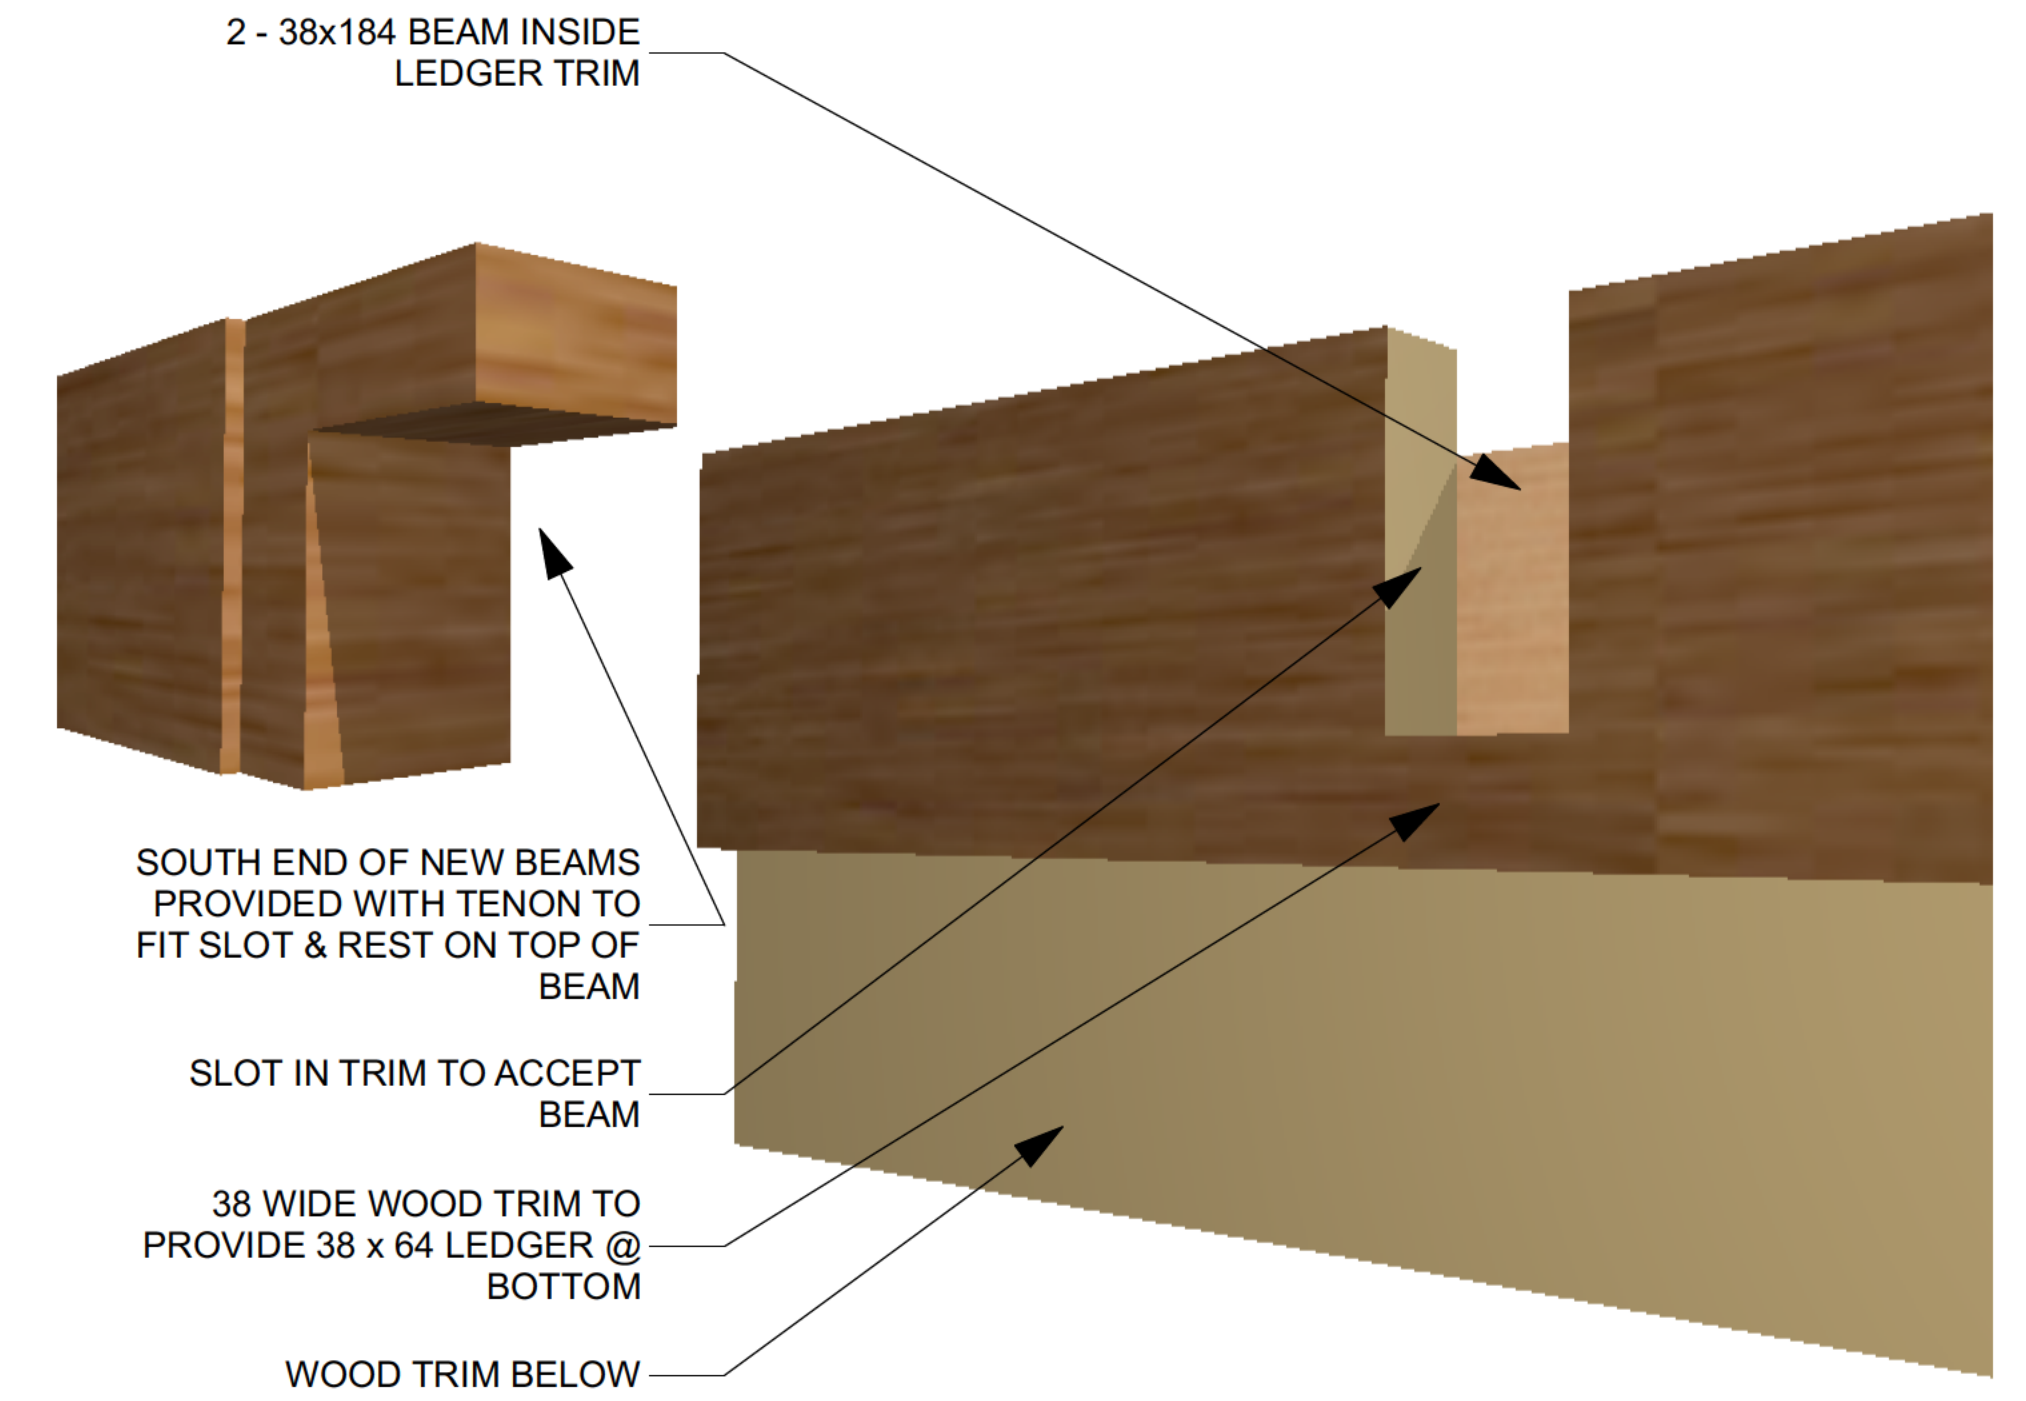 2 - 38x184 BEAM INSIDE
LEDGER TRIM
SOUTH END OF NEW BEAMS
PROVIDED WITH TENON TO
FIT SLOT & REST ON TOP OF
BEAM
SLOT IN TRIM TO ACCEPT
BEAM
38 WIDE WOOD TRIM TO
PROVIDE 38 x 64 LEDGER @
BOTTOM
WOOD TRIM BELOW